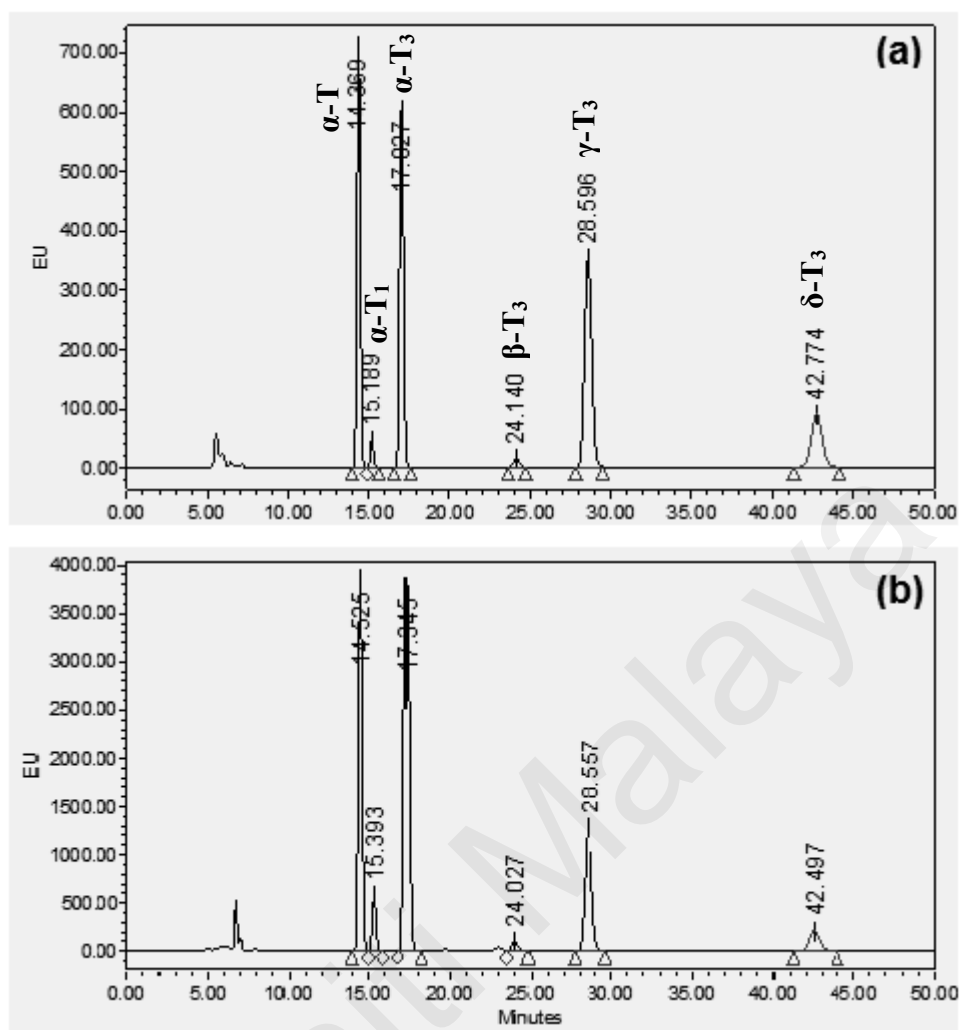 (a)
700.00
600.00
500.00
400.00
300.00
200.00
100.00
0.00
EU
α-T
14.369
α-T1
15.189
α-T3
17.027
β-T3
24.140
γ-T3
28.596
δ-T3
42.774
0.00 5.00 10.00 15.00 20.00 25.00 30.00 35.00 40.00 45.00 50.00
(b)
4000.00
3500.00
3000.00
2500.00
2000.00
1500.00
1000.00
500.00
0.00
EU
14.525
15.393
17.345
24.027
28.557
42.497
0.00 5.00 10.00 15.00 20.00 25.00 30.00 35.00 40.00 45.00 50.00
Minutes
iti Malaya